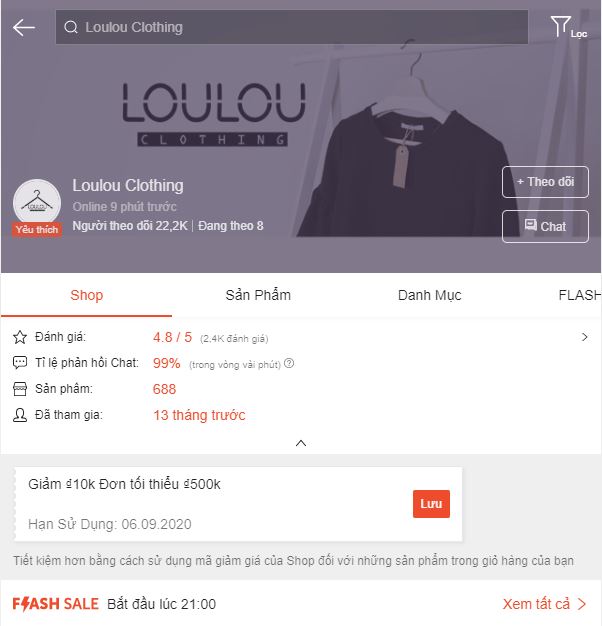 Loulou Clothing
Lọc
LOULOU
CLOTHING
LOULOU
Yêu thích
Loulou Clothing
Online 9 phút trước
Người theo dõi 22,2K | Đang theo 8
+ Theo dõi
Chat
Shop
Sản Phẩm
Danh Mục
FLASH
Đánh giá: 4.8 / 5 (2,4K đánh giá)
Tỉ lệ phản hồi Chat: 99% (trong vòng vài phút)
Sản phẩm: 688
Đã tham gia: 13 tháng trước
Giảm ₫10k Đơn tối thiểu ₫500k
Lưu
Hạn Sử Dụng: 06.09.2020
Tiết kiệm hơn bằng cách sử dụng mã giảm giá của Shop đối với những sản phẩm trong giỏ hàng của bạn
FLASH SALE Bắt đầu lúc 21:00
Xem tất cả